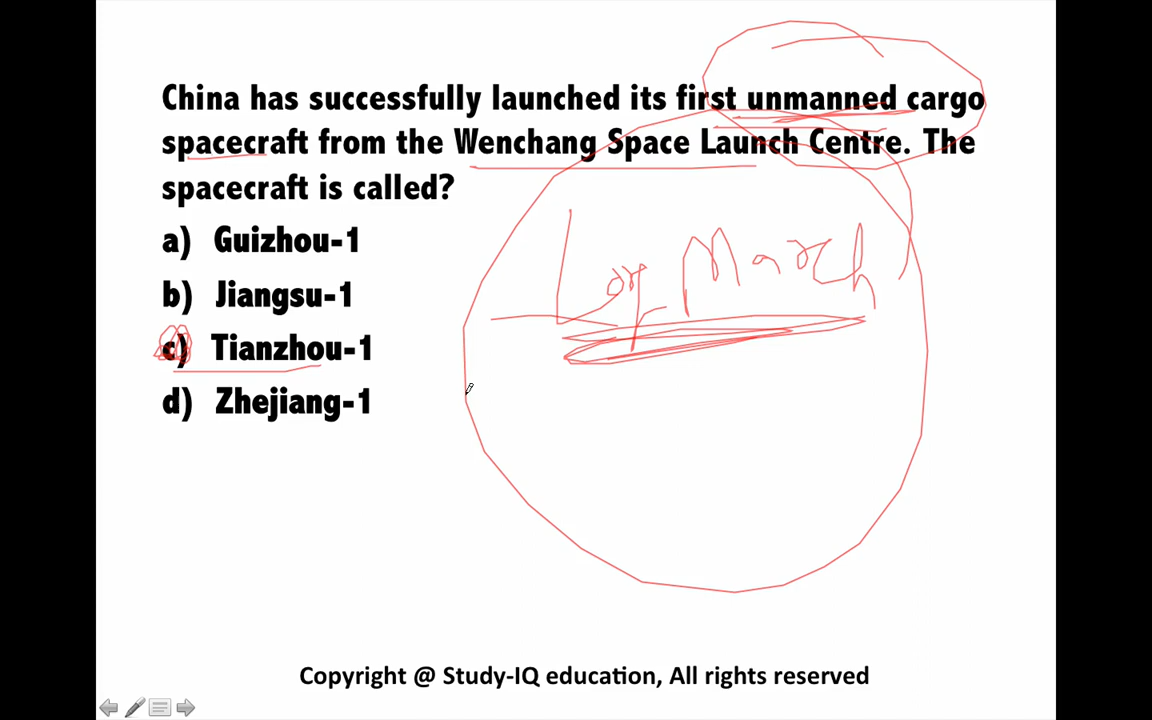 China has successfully launched its first unmanned cargo
spacecraft from the Wenchang Space Launch Centre. The
spacecraft is called?
a) Guizhou-1
b) Jiangsu-1
c) Tianzhou-1
d) Zhejiang-1
March
Copyright @ Study-IQ education, All rights reserved